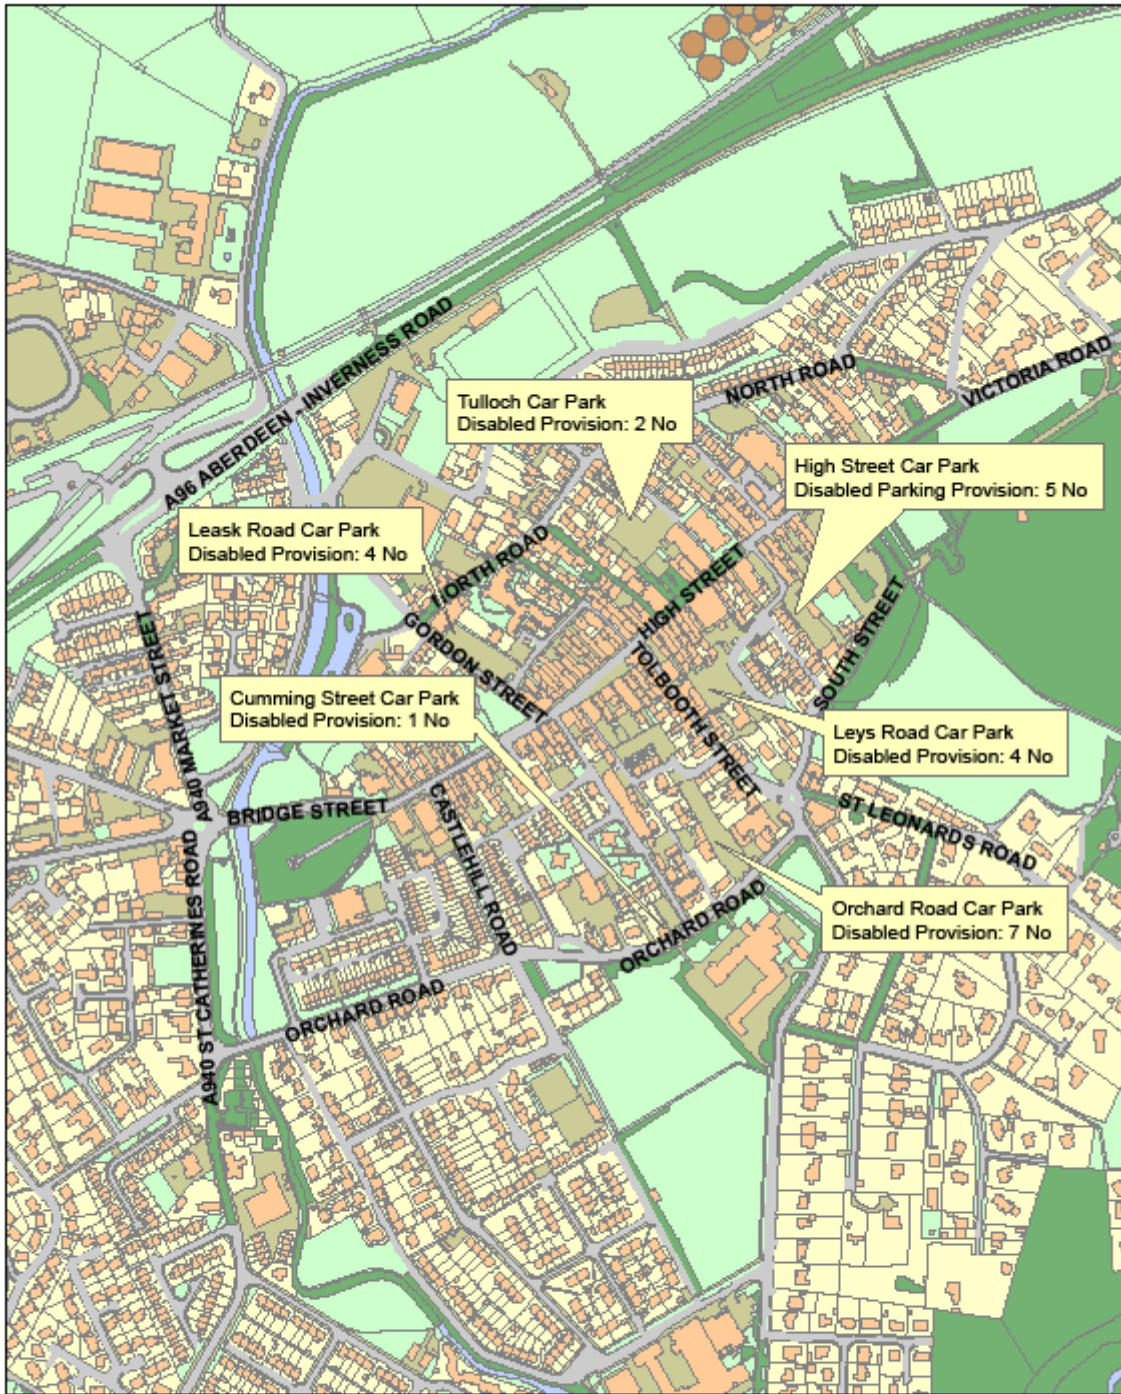 A96 ABERDEEN - INVERNESS ROAD
NORTH ROAD
VICTORIA ROAD
Tulloch Car Park
Disabled Provision: 2 No
High Street Car Park
Disabled Parking Provision: 5 No
Leask Road Car Park
Disabled Provision: 4 No
NORTH ROAD
HIGH STREET
GORDON STREET
A940 MARKET STREET
TOLBOOTH STREET
SOUTH STREET
Cumming Street Car Park
Disabled Provision: 1 No
Leys Road Car Park
Disabled Provision: 4 No
BRIDGE STREET
CASTLEHILL ROAD
ST LEONARDS ROAD
A940 ST CATHERINES ROAD
Orchard Road Car Park
Disabled Provision: 7 No
ORCHARD ROAD
ORCHARD ROAD